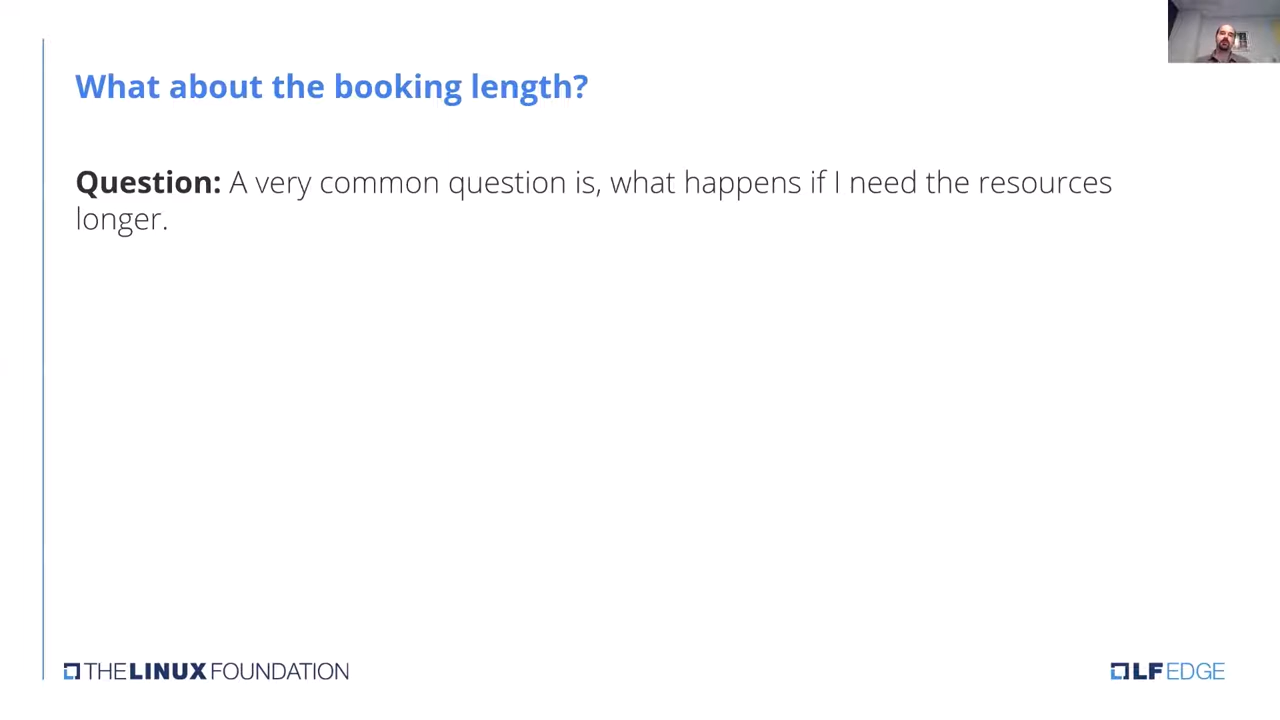 What about the booking length?
Question: A very common question is, what happens if I need the resources
longer.
THE LINUX FOUNDATION
LF EDGE